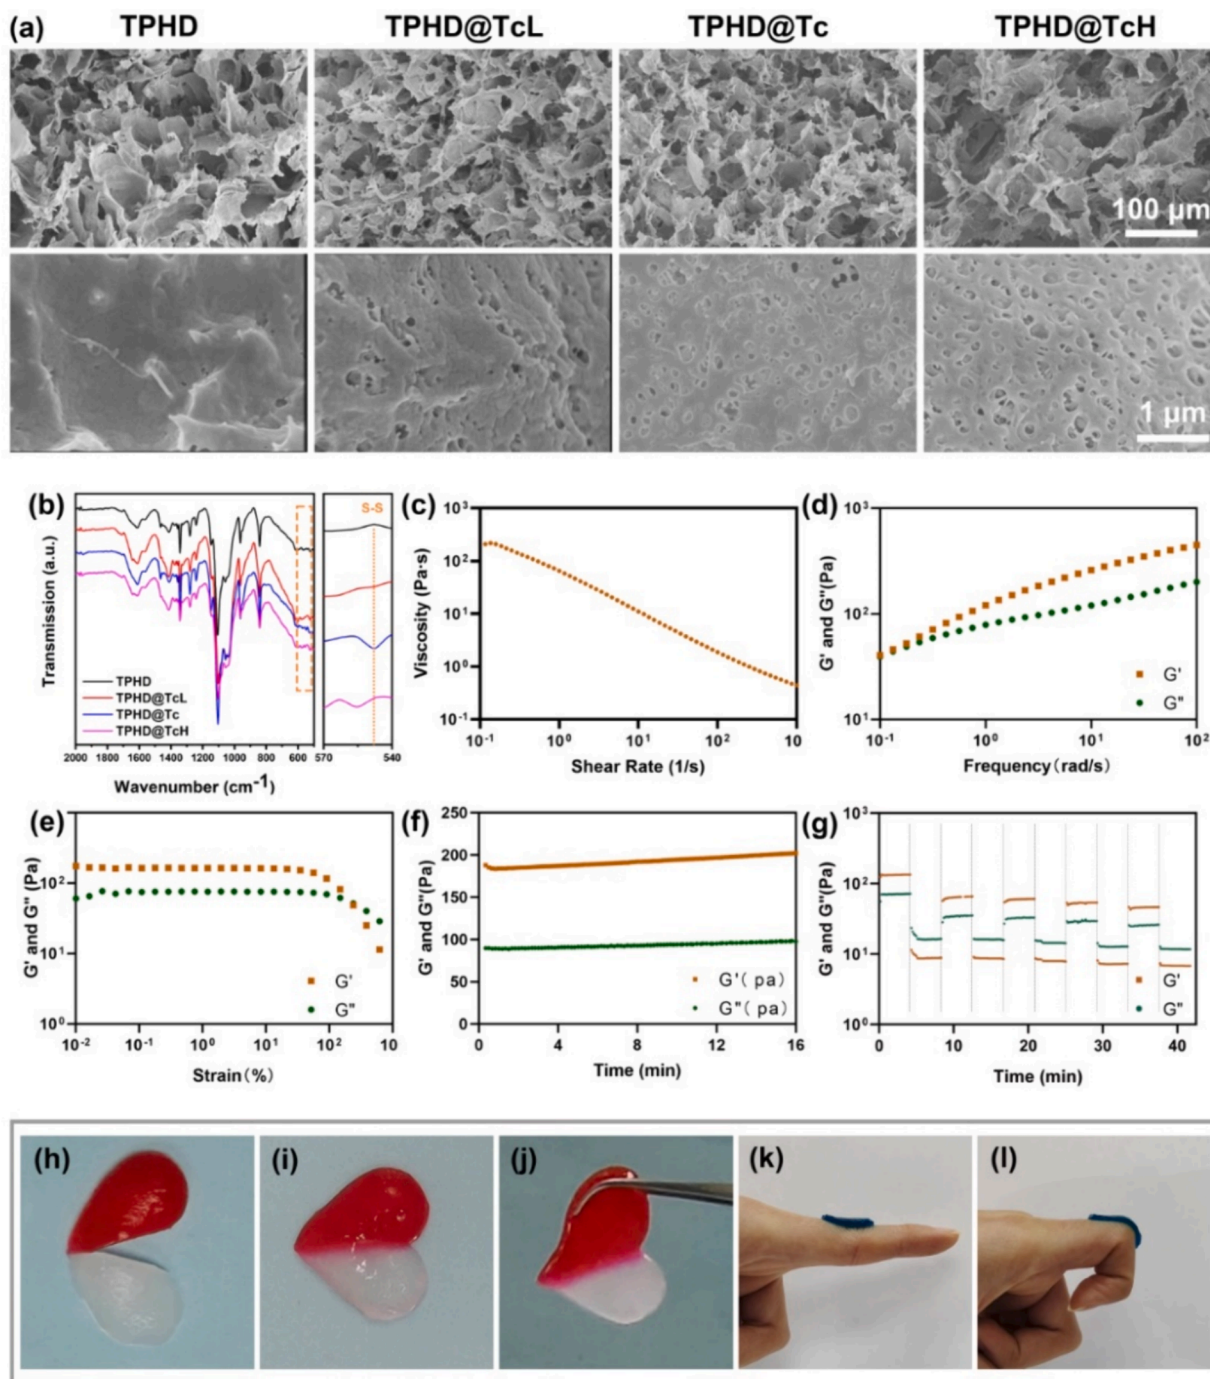 (a) TPHD TPHD@TcL TPHD@Tc TPHD@TcH
100 µm
1 µm
(b)
Transmission (a.u.)
S-S
TPHD
TPHD@TcL
TPHD@Tc
TPHD@TcH
2000 1800 1600 1400 1200 1000 800 600 500 570 540
Wavenumber (cm-1)
(c)
Viscosity (Pa·s)
10³
10²
10¹
10⁰
10⁻¹
10⁻¹ 10⁰ 10¹ 10² 10
Shear Rate (1/s)
(d)
G' and G''(Pa)
10³
10²
10¹
G'
G''
10⁻¹ 10⁰ 10¹ 10²
Frequency(rad/s)
(e)
G' and G'' (Pa)
10²
10¹
10⁰
G'
G''
10⁻² 10⁻¹ 10⁰ 10¹ 10² 10
Strain(%)
(f)
G' and G''(Pa)
250
200
150
100
50
0
G'( pa)
G''( pa)
0 4 8 12 16
Time (min)
(g)
G' and G''(Pa)
10³
10²
10¹
10⁰
G'
G''
0 10 20 30 40
Time (min)
(h) (i) (j) (k) (l)